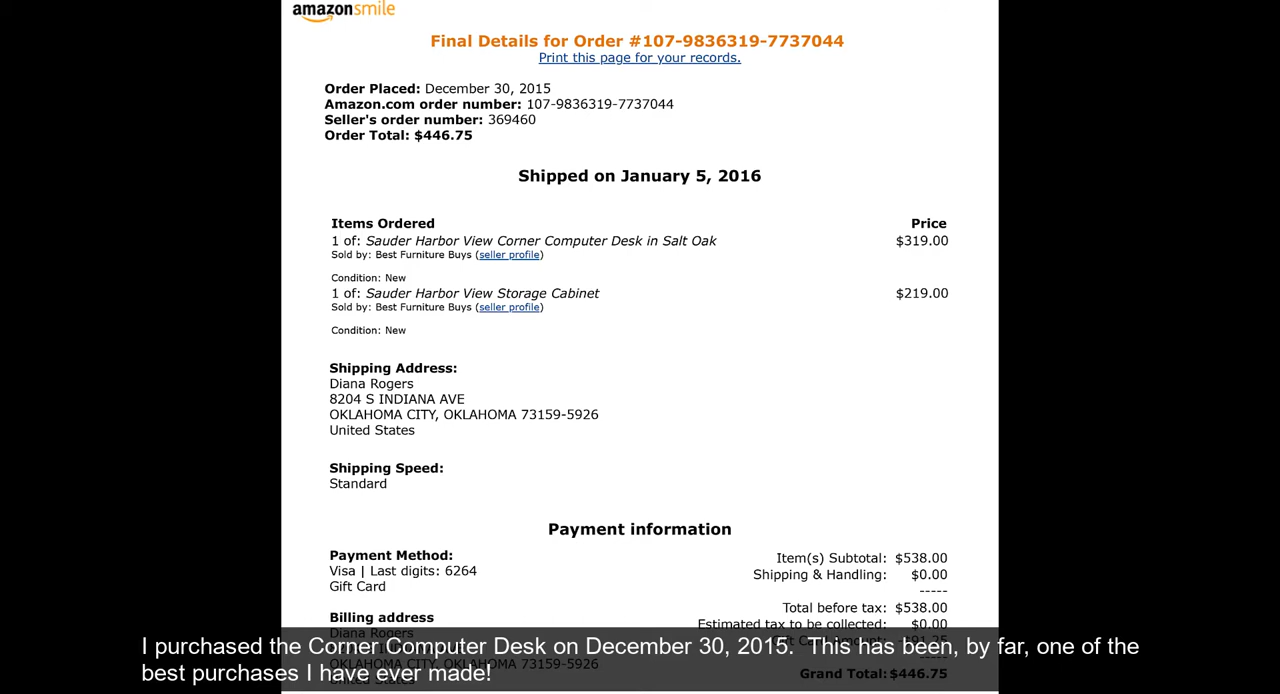 amazonsmile
Final Details for Order #107-9836319-7737044
Print this page for your records.
Order Placed: December 30, 2015
Amazon.com order number: 107-9836319-7737044
Seller's order number: 369460
Order Total: $446.75
Shipped on January 5, 2016
Items Ordered Price
1 of: Sauder Harbor View Corner Computer Desk in Salt Oak $319.00
Sold by: Best Furniture Buys (seller profile)
Condition: New
1 of: Sauder Harbor View Storage Cabinet $219.00
Sold by: Best Furniture Buys (seller profile)
Condition: New
Shipping Address:
Diana Rogers
8204 S INDIANA AVE
OKLAHOMA CITY, OKLAHOMA 73159-5926
United States
Shipping Speed:
Standard
Payment information
Payment Method:
Visa | Last digits: 6264
Gift Card
Item(s) Subtotal: $538.00
Shipping & Handling: $0.00
-----
Total before tax: $538.00
Estimated tax to be collected: $0.00
Billing address
Diana Rogers
OKLAHOMA CITY, OKLAHOMA 73159-5926
Grand Total: $446.75
I purchased the Corner Computer Desk on December 30, 2015. This has been, by far, one of the
best purchases I have ever made!